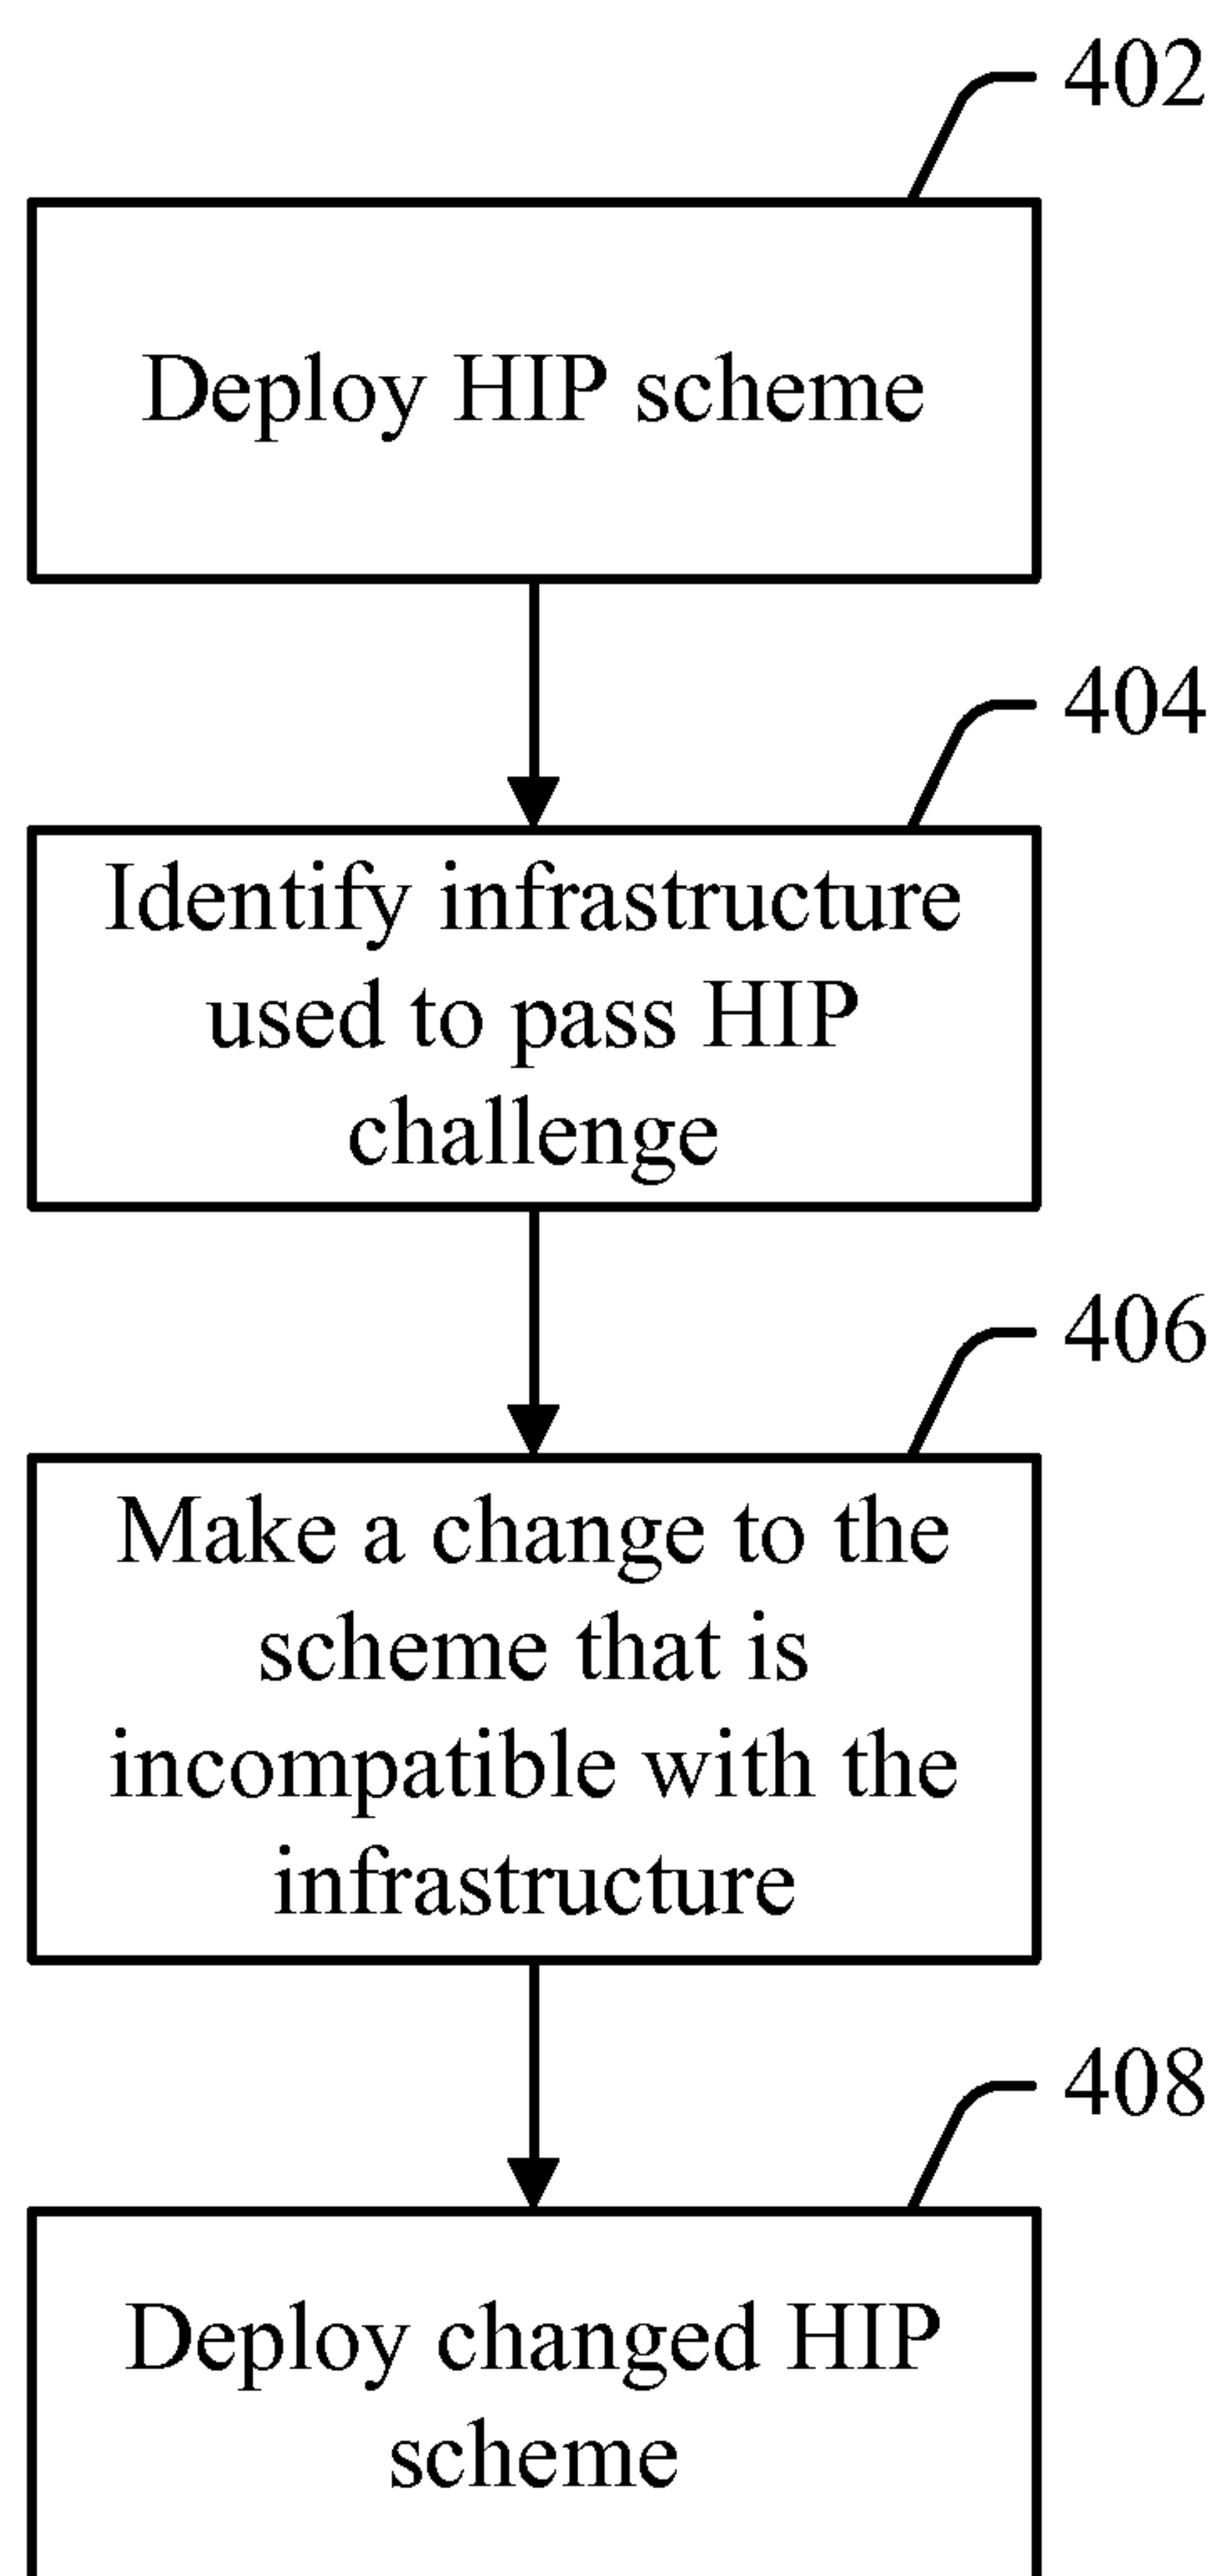 402
Deploy HIP scheme
404
Identify infrastructure
used to pass HIP
challenge
406
Make a change to the
scheme that is
incompatible with the
infrastructure
408
Deploy changed HIP
scheme